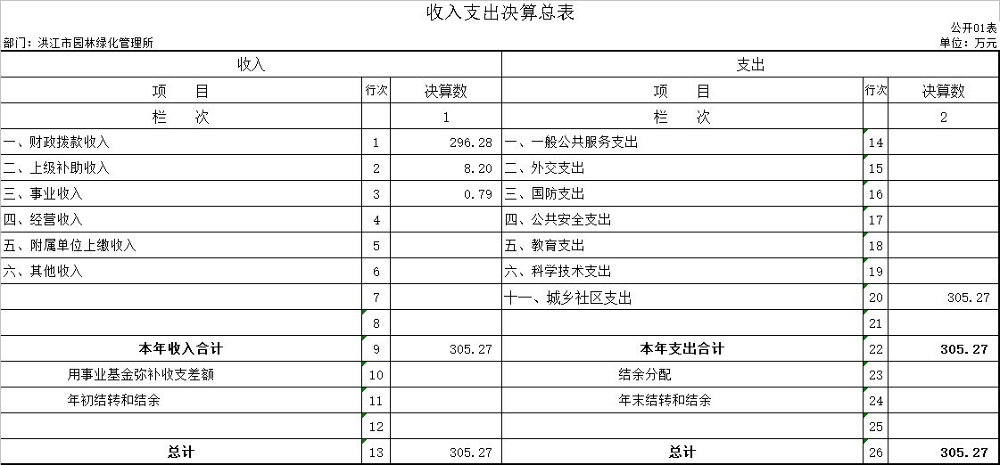 收入支出决算总表
公开01表
部门：洪江市园林绿化管理所 单位：万元
收入 支出
项 目 行次 决算数 项 目 行次 决算数
栏 次 1 栏 次 2
一、财政拨款收入 1 296.28 一、一般公共服务支出 14
二、上级补助收入 2 8.20 二、外交支出 15
三、事业收入 3 0.79 三、国防支出 16
四、经营收入 4 四、公共安全支出 17
五、附属单位上缴收入 5 五、教育支出 18
六、其他收入 6 六、科学技术支出 19
7 十一、城乡社区支出 20 305.27
8 21
本年收入合计 9 305.27 本年支出合计 22 305.27
用事业基金弥补收支差额 10 结余分配 23
年初结转和结余 11 年末结转和结余 24
12 25
总计 13 305.27 总计 26 305.27